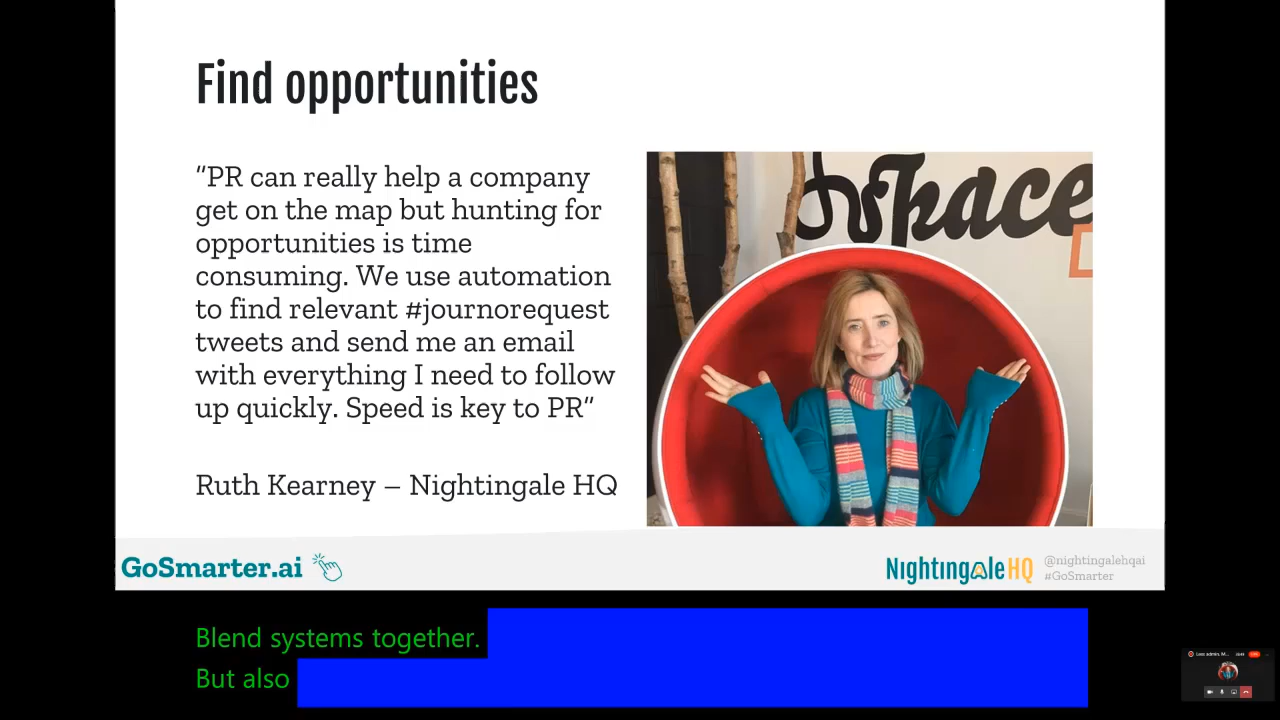 Find opportunities
“PR can really help a company
get on the map but hunting for
opportunities is time
consuming. We use automation
to find relevant #journorequest
tweets and send me an email
with everything I need to follow
up quickly. Speed is key to PR”
Ruth Kearney – Nightingale HQ
Space
GoSmarter.ai
NightingaleHQ
@nightingalehqai
#GoSmarter
Blend systems together.
But also